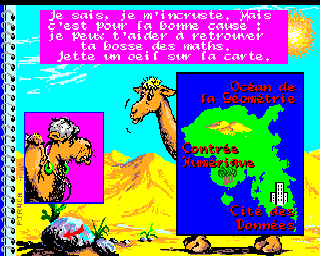 Je sais, je m'incruste. Mais
c'est pour la bonne cause :
je peux t'aider à retrouver
ta bosse des maths.
Jette un oeil sur la carte.
Océan de
la Géométrie
Contrée
Numérique
Cité des
Données